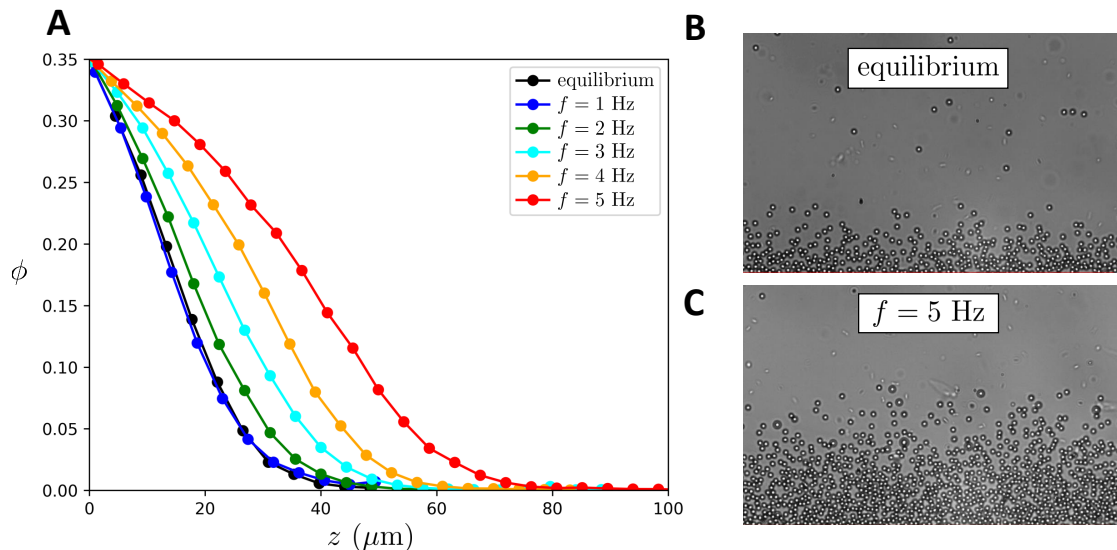 A
0.35
0.30
0.25
0.20
0.15
0.10
0.05
0.00
ϕ
0
20
40
60
80
100
z (μm)
equilibrium
f = 1 Hz
f = 2 Hz
f = 3 Hz
f = 4 Hz
f = 5 Hz
B
equilibrium
C
f = 5 Hz